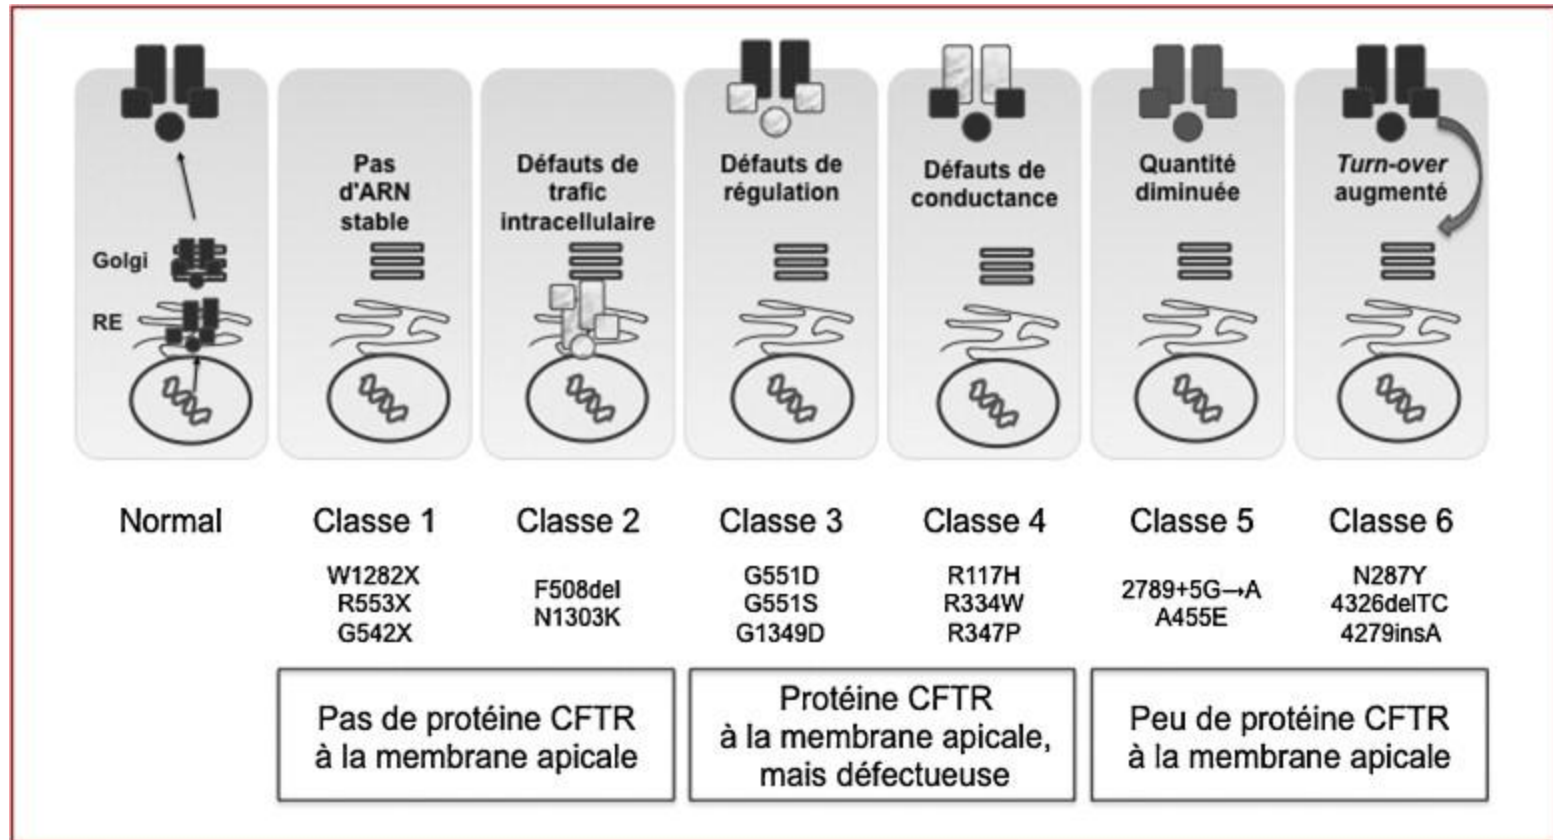 Pas
d'ARN
stable
Défauts de
trafic
intracellulaire
Défauts de
régulation
Défauts de
conductance
Quantité
diminuée
Turn-over
augmenté
Golgi
RE
Normal
Classe 1
Classe 2
Classe 3
Classe 4
Classe 5
Classe 6
W1282X
R553X
G542X
F508del
N1303K
G551D
G551S
G1349D
R117H
R334W
R347P
2789+5G→A
A455E
N287Y
4326delTC
4279insA
Pas de protéine CFTR
à la membrane apicale
Protéine CFTR
à la membrane apicale,
mais défectueuse
Peu de protéine CFTR
à la membrane apicale